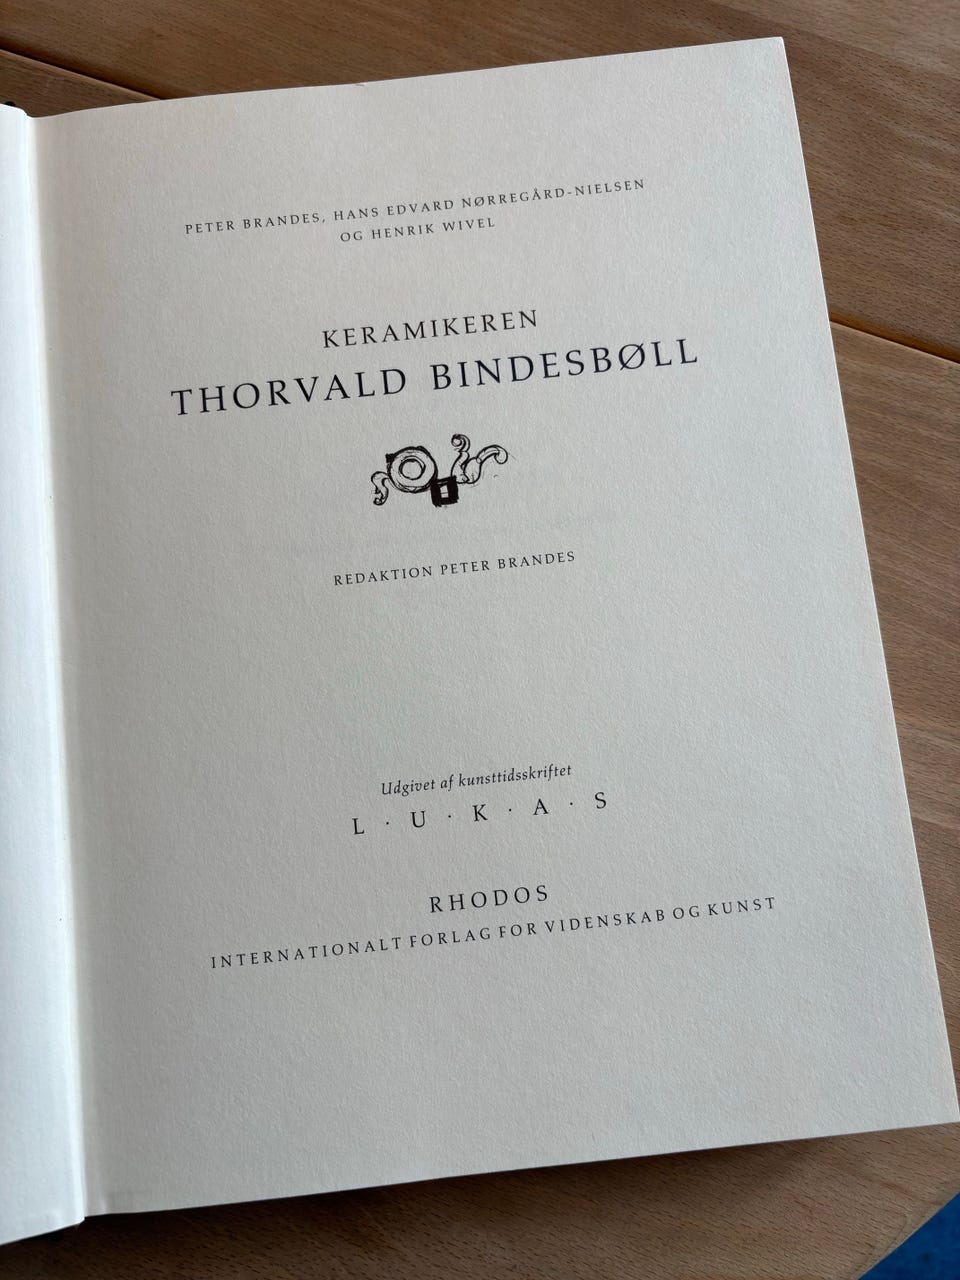 PETER BRANDES, HANS EDVARD NØRREGÅRD-NIELSEN
OG HENRIK WIVEL
KERAMIKEREN
THORVALD BINDESBØLL
REDAKTION PETER BRANDES
Udgivet af kunsttidsskriftet
L · U · K · A · S
RHODOS
INTERNATIONALT FORLAG FOR VIDENSKAB OG KUNST